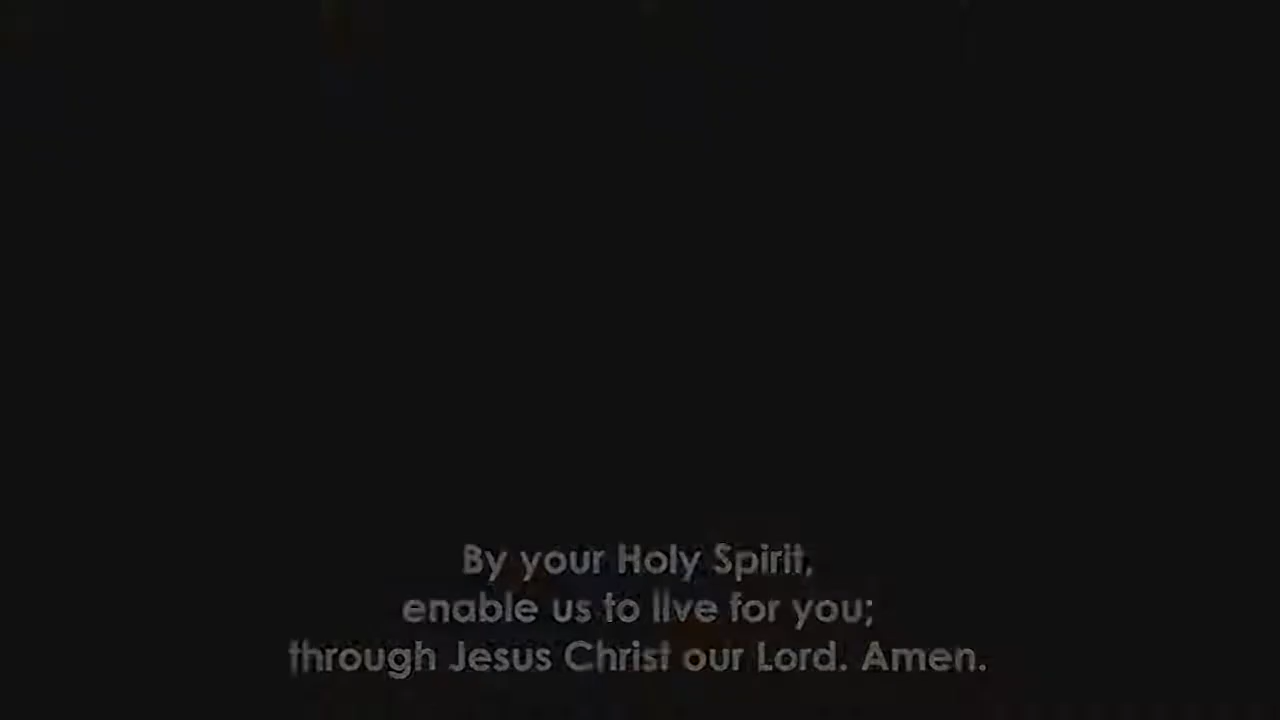 By your Holy Spirit,
enable us to live for you;
through Jesus Christ our Lord. Amen.